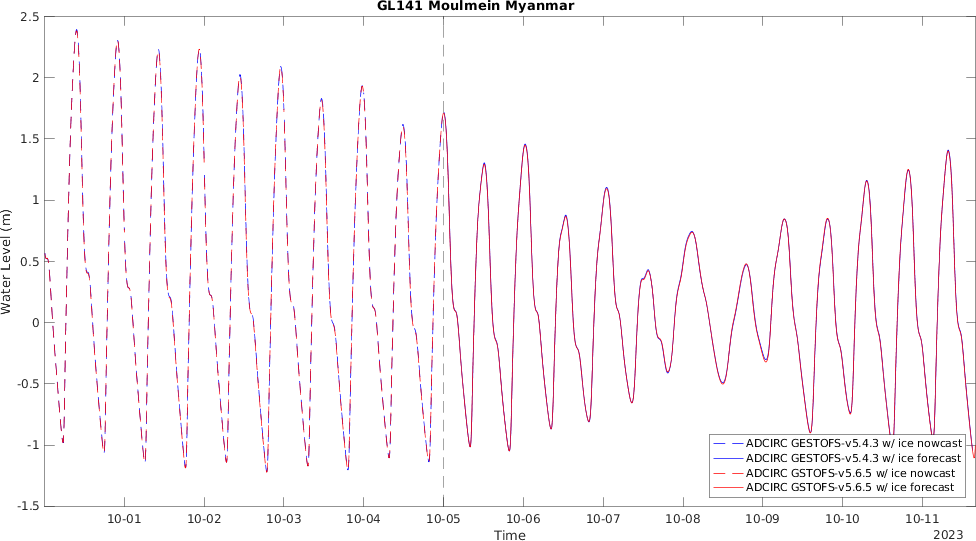 GL141 Moulmein Myanmar
2.5
2
1.5
1
0.5
0
-0.5
-1
-1.5
Water Level (m)
10-01 10-02 10-03 10-04 10-05 10-06 10-07 10-08 10-09 10-10 10-11
Time
2023
ADCIRC GESTOFS-v5.4.3 w/ ice nowcast
ADCIRC GESTOFS-v5.4.3 w/ ice forecast
ADCIRC GSTOFS-v5.6.5 w/ ice nowcast
ADCIRC GSTOFS-v5.6.5 w/ ice forecast